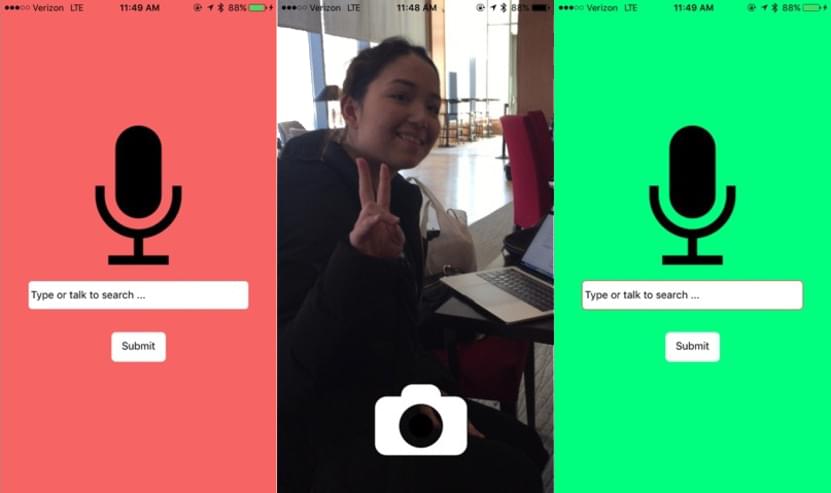 Verizon LTE 11:49 AM 88%
Type or talk to search ...
Submit
Verizon LTE 11:48 AM 88%
Verizon LTE 11:49 AM 88%
Type or talk to search ...
Submit